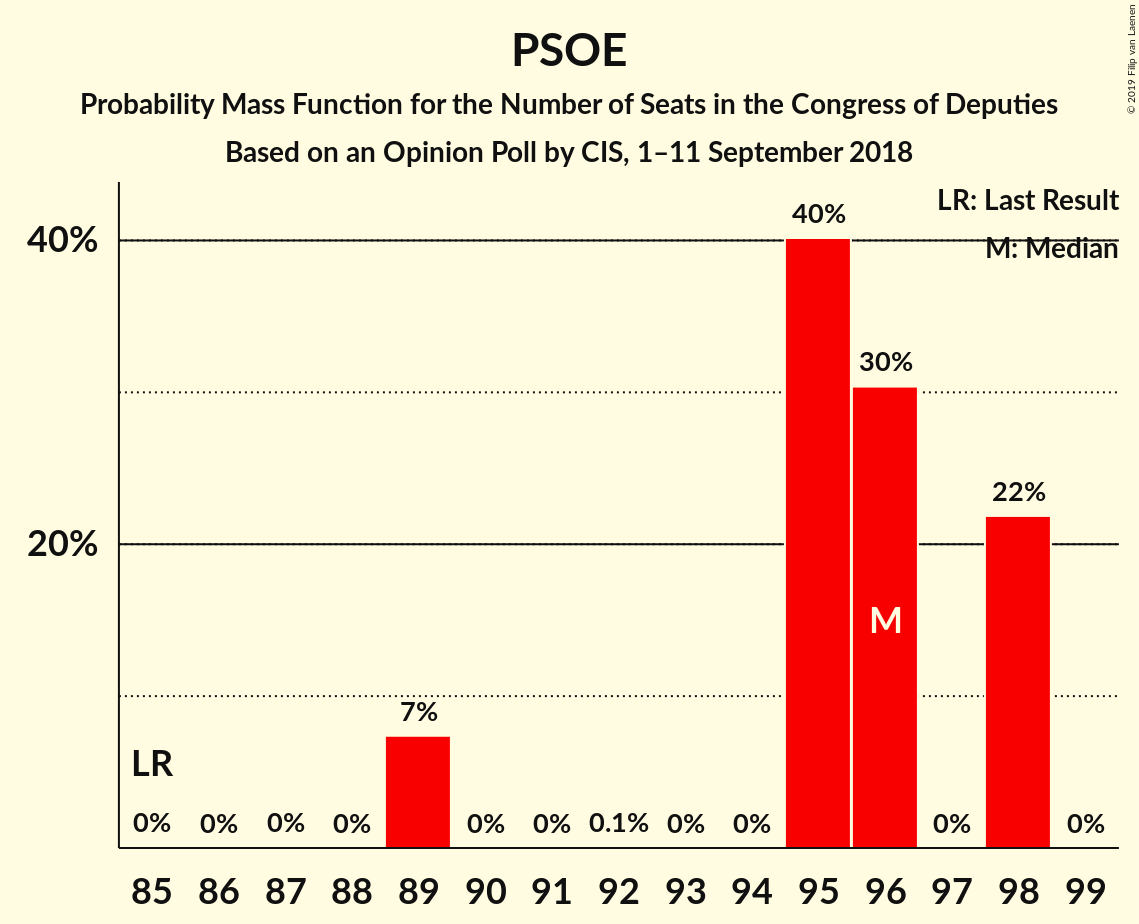 PSOE
Probability Mass Function for the Number of Seats in the Congress of Deputies
Based on an Opinion Poll by CIS, 1–11 September 2018
© 2019 Filip van Laenen
LR: Last Result
M: Median
40%
20%
40%
30%
22%
M
7%
LR
0% 0% 0% 0% 0% 0% 0.1% 0% 0% 0% 0%
85 86 87 88 89 90 91 92 93 94 95 96 97 98 99